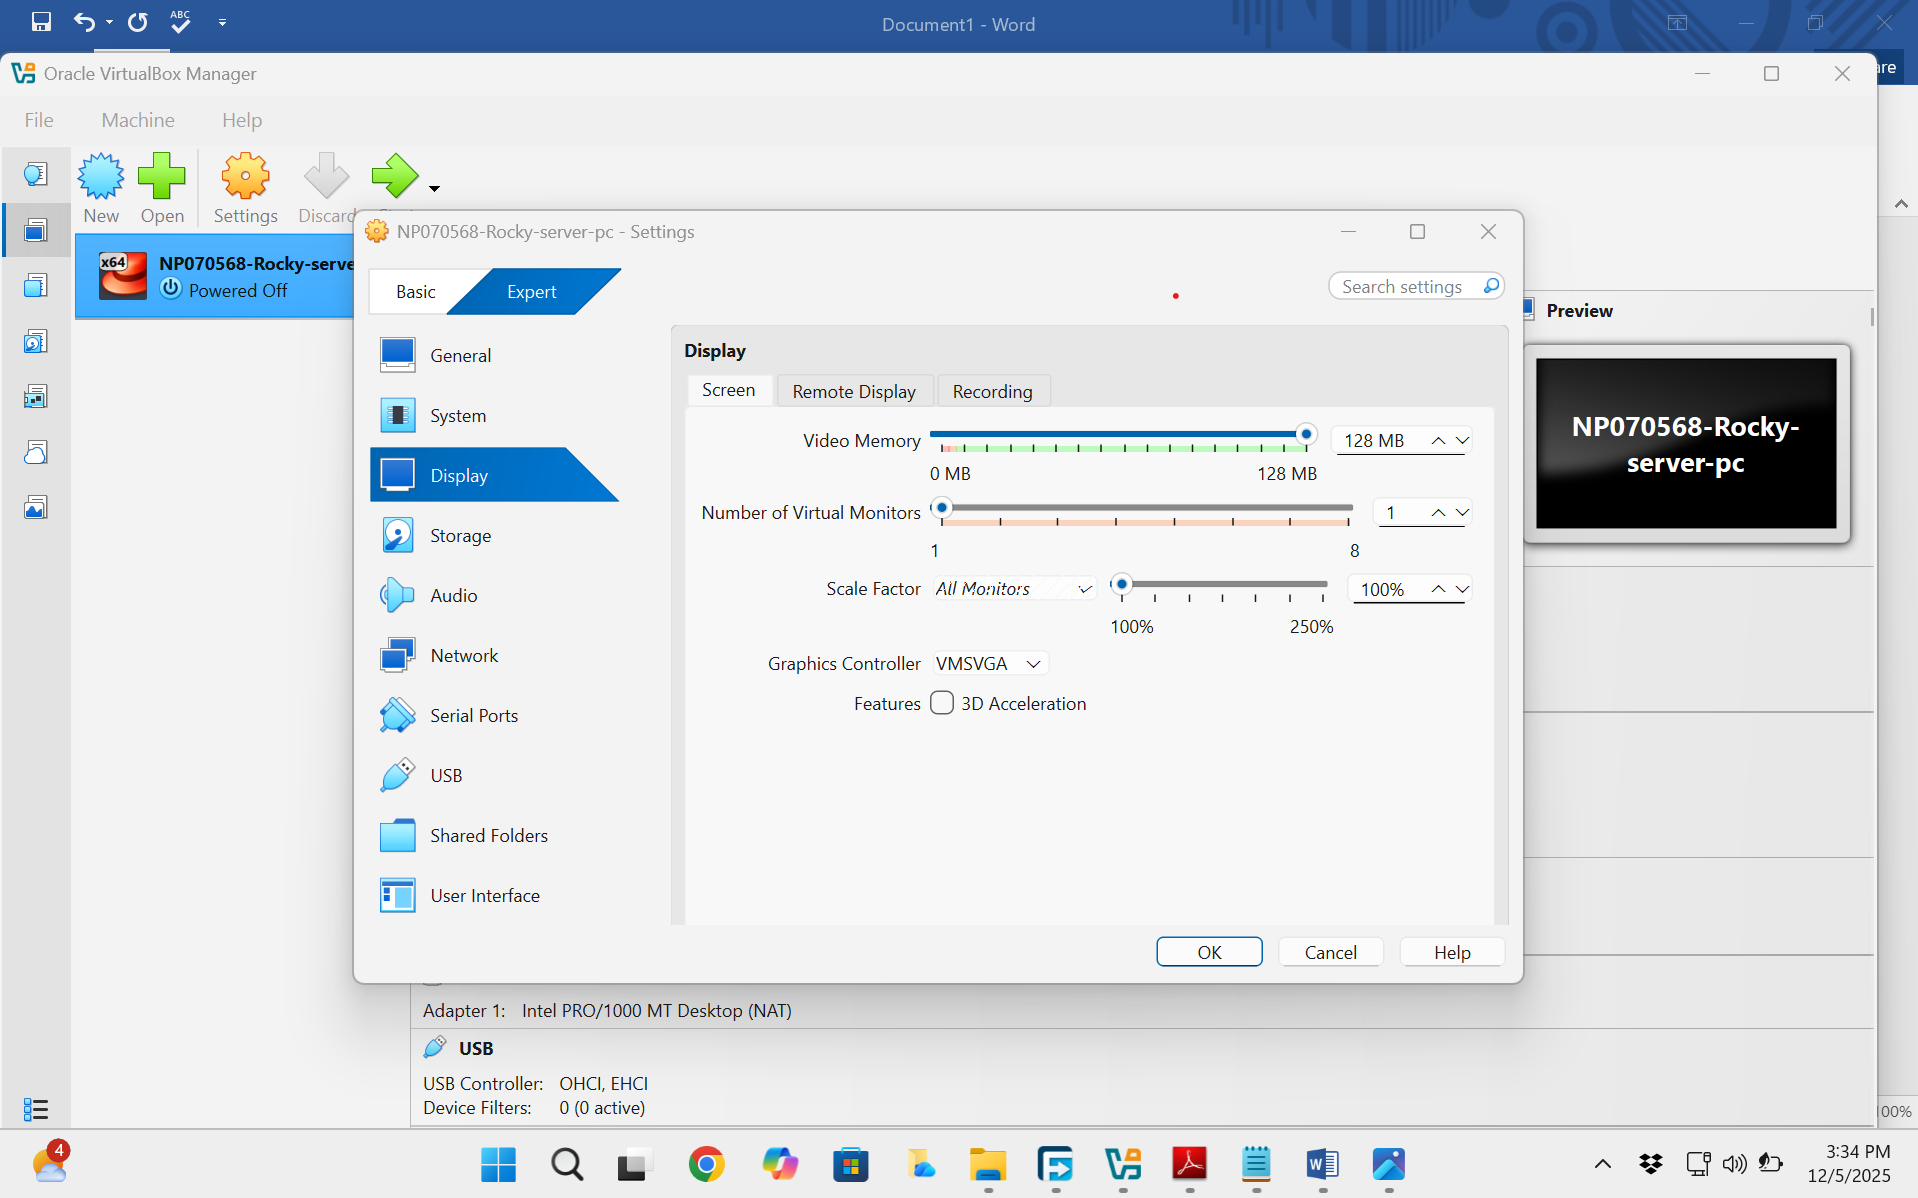 ABC
Document1 - Word
Oracle VirtualBox Manager
are
File Machine Help
New Open Settings Discard
NP070568-Rocky-server-pc - Settings
x64 NP070568-Rocky-serve
Powered Off
Basic Expert
Search settings
Preview
NP070568-Rocky-
server-pc
General
System
Display
Storage
Audio
Network
Serial Ports
USB
Shared Folders
User Interface
Display
Screen Remote Display Recording
Video Memory 128 MB
0 MB 128 MB
Number of Virtual Monitors 1
1 8
Scale Factor All Monitors 100%
100% 250%
Graphics Controller VMSVGA
Features 3D Acceleration
OK Cancel Help
Adapter 1: Intel PRO/1000 MT Desktop (NAT)
USB
USB Controller: OHCI, EHCI
Device Filters: 0 (0 active)
00%
4
3:34 PM
12/5/2025